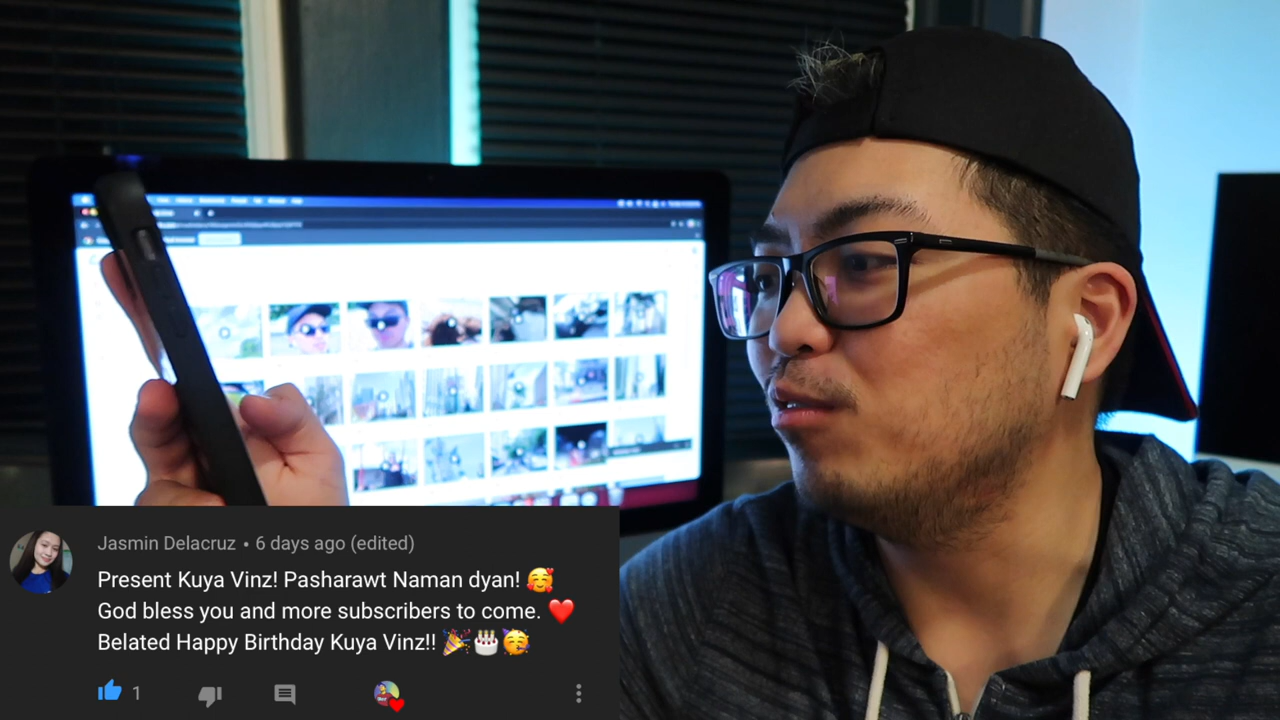 Jasmin Delacruz • 6 days ago (edited)
Present Kuya Vinz! Pasharawt Naman dyan! 🥰
God bless you and more subscribers to come. ❤️
Belated Happy Birthday Kuya Vinz!! 🎉🎂🥳
1